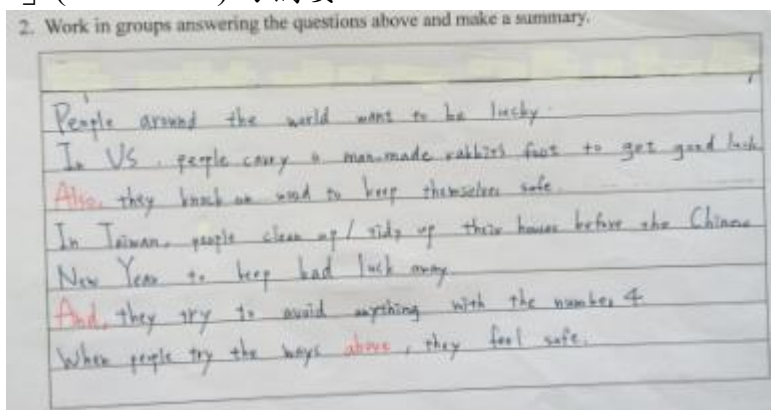 2. Work in groups answering the questions above and make a summary.
People around the world want to be lucky.
In US, people carry a man-made rabbits foot to get good luck.
Also, they knock on wood to keep themselves safe.
In Taiwan, people clean up / tidy up their houses before the Chinese
New Year to keep bad luck away.
And, they try to avoid anything with the number 4.
When people try the ways above, they feel safe.